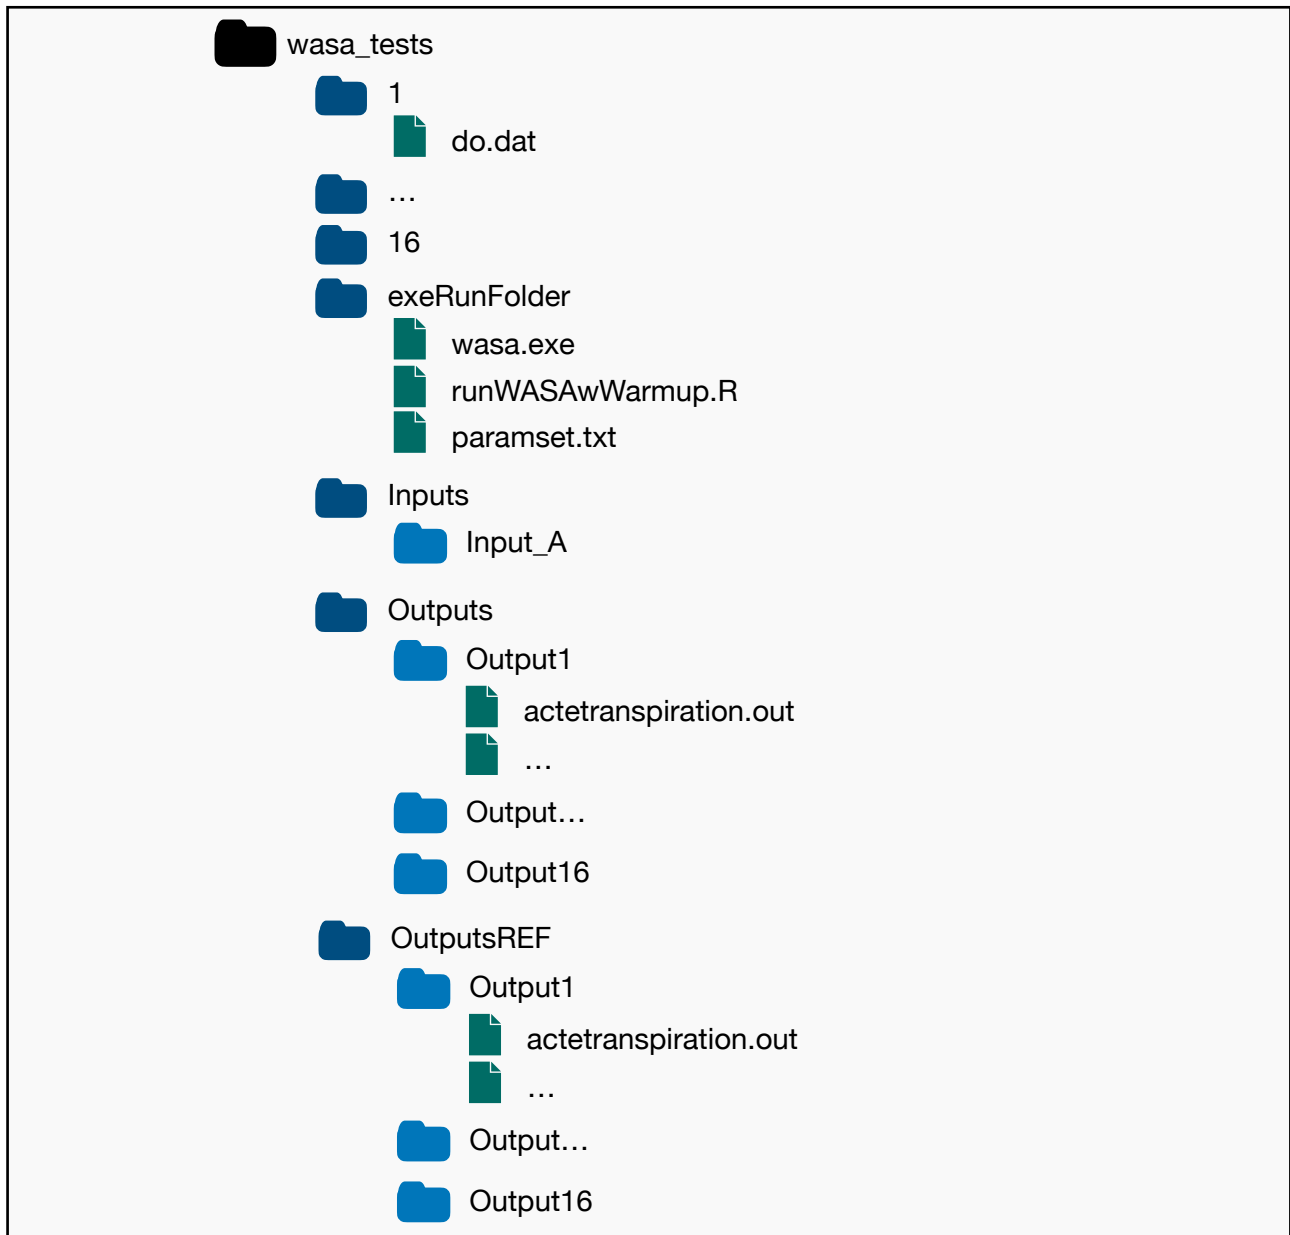 wasa_tests
1
do.dat
…
16
exeRunFolder
wasa.exe
runWASAwWarmup.R
paramset.txt
Inputs
Input_A
Outputs
Output1
actetranspiration.out
…
Output…
Output16
OutputsREF
Output1
actetranspiration.out
…
Output…
Output16